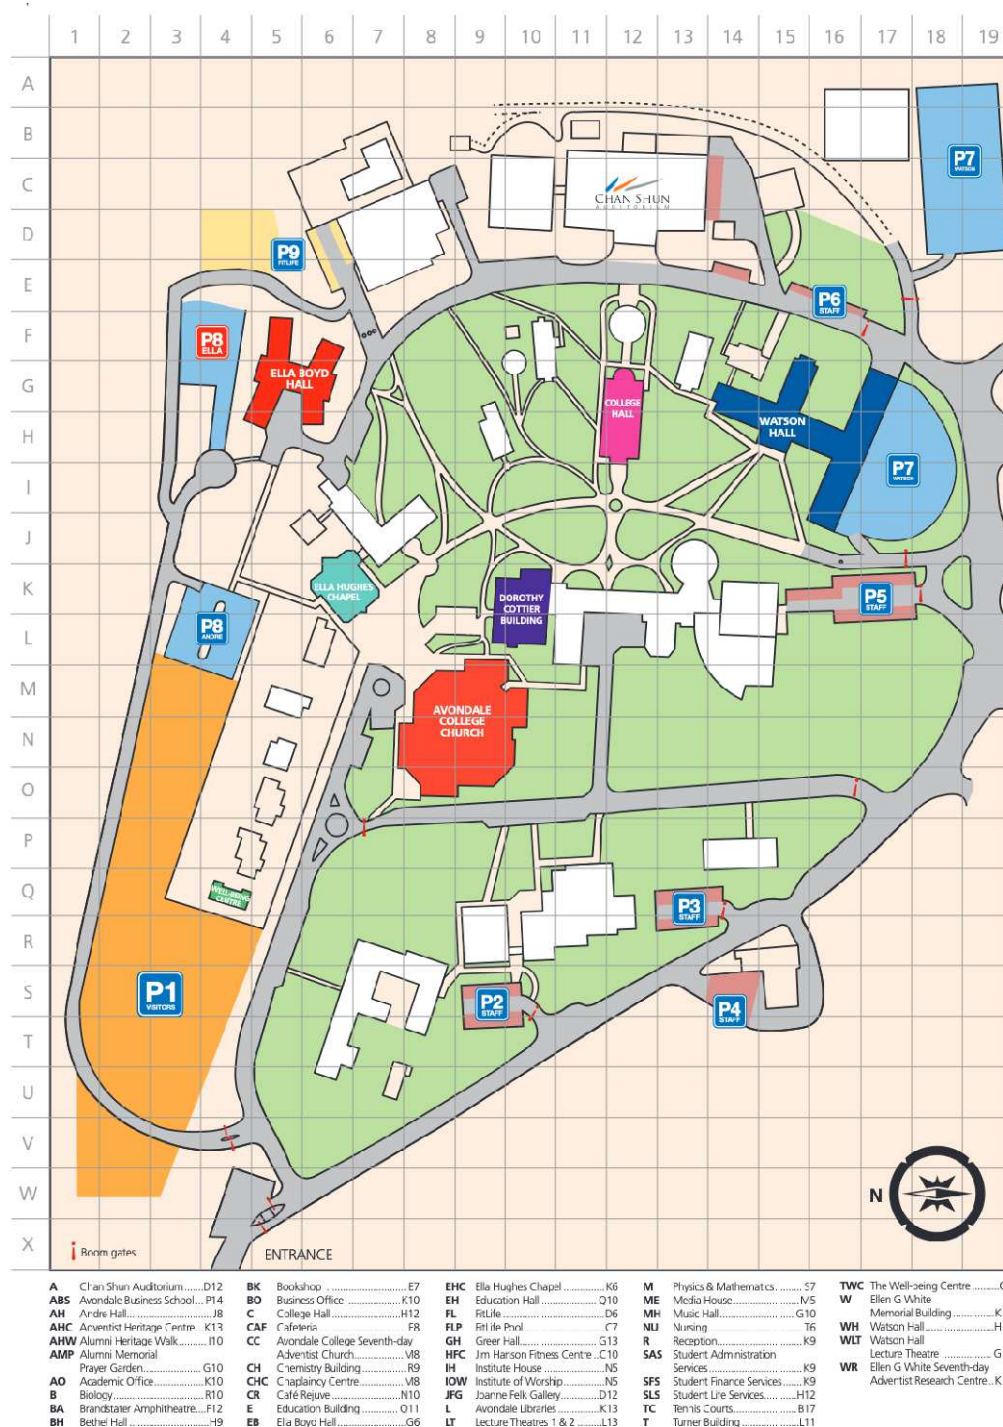 1 2 3 4 5 6 7 8 9 10 11 12 13 14 15 16 17 18 19
A
B
C
D
E
F
G
H
I
J
K
L
M
N
O
P
Q
R
S
T
U
V
W
X
P7
WATSON
CHAN SHUN
AUDITORIUM
P9
FITLIFE
P6
STAFF
P8
ELLA
ELLA BOYD
HALL
COLLEGE
HALL
WATSON
HALL
P7
WATSON
ELLA HUGHES
CHAPEL
DOROTHY
COTTIER
BUILDING
P5
STAFF
P8
ANDRE
AVONDALE
COLLEGE
CHURCH
WELL-BEING
CENTRE
P3
STAFF
P1
VISITORS
P2
STAFF
P4
STAFF
N
Boom gates
ENTRANCE
A Chan Shun Auditorium ...... D12
ABS Avondale Business School ... P14
AH Andre Hall ...... J8
AHC Adventist Heritage Centre .. K13
AHW Alumni Heritage Walk ...... I10
AMP Alumni Memorial
Prayer Garden ...... G10
AO Academic Office ...... K10
B Biology ...... R10
BA Brandstater Amphitheatre .... F12
BH Bethel Hall ...... H9
BK Bookshop ...... E7
BO Business Office ...... K10
C College Hall ...... H12
CAF Cafeteria ...... E8
CC Avondale College Seventh-day
Adventist Church ...... M8
CH Chemistry Building ...... R9
CHC Chaplaincy Centre ...... M8
CR Café Rejuve ...... N10
E Education Building ...... Q11
EB Ella Boyd Hall ...... G6
EHC Ella Hughes Chapel ...... K6
EH Education Hall ...... Q10
FL FitLife ...... D6
FLP FitLife Pool ...... C7
GH Greer Hall ...... G13
HFC Jim Hanson Fitness Centre .. C10
IH Institute House ...... N5
IOW Institute of Worship ...... N5
JFG Joanne Felk Gallery ...... D12
L Avondale Libraries ...... K13
LT Lecture Theatres 1 & 2 ...... L13
M Physics & Mathematics ...... S7
ME Media House ...... M5
MH Music Hall ...... G10
NU Nursing ...... T6
R Reception ...... K9
SAS Student Administration
Services ...... K9
SFS Student Finance Services ... K9
SLS Student Life Services ...... H12
TC Tennis Courts ...... B17
T Turner Building ...... L11
TWC The Well-being Centre
W Ellen G White
Memorial Building ...... K
WH Watson Hall ...... H
WLT Watson Hall
Lecture Theatre ...... G
WR Ellen G White Seventh-day
Adventist Research Centre .. K